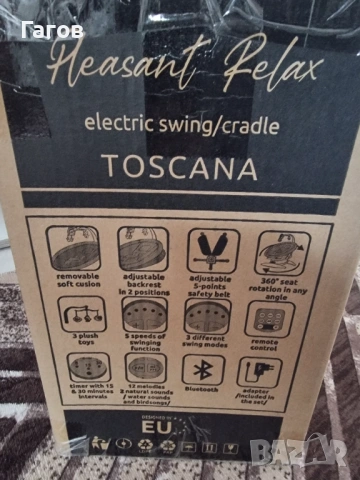 Гагов
Pleasant Relax
electric swing/cradle
TOSCANA
removable
soft cusion
adjustable
backrest
in 2 positions
adjustable
5-points
safety belt
360° seat
rotation in any
angle
3 plush
toys
5 speeds of
swinging
function
3 different
swing modes
remote
control
timer with 15
& 30 minutes
intervals
12 melodies
2 natural sounds
/ water sounds
and birdsongs/
Bluetooth
adapter
/included in
the set/
DESIGNED IN
EU
BAZAR
bg